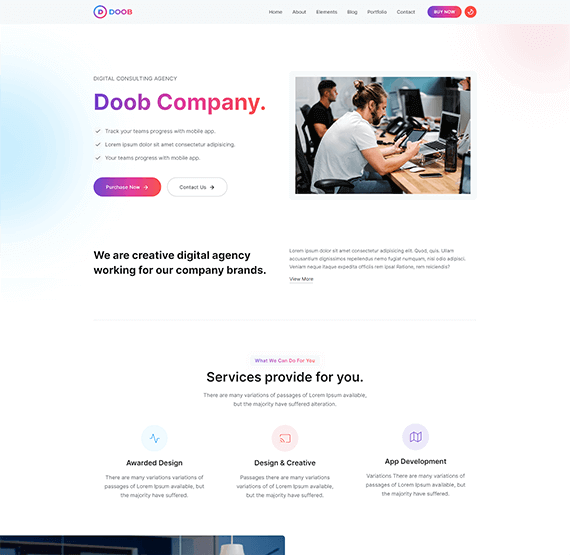 D DOOB
Home About Elements Blog Portfolio Contact BUY NOW
DIGITAL CONSULTING AGENCY
Doob Company.
Track your teams progress with mobile app.
Lorem ipsum dolor sit amet consectetur adipisicing.
Your teams progress with mobile app.
Purchase Now → Contact Us →
We are creative digital agency
working for our company brands.
Lorem ipsum dolor sit amet consectetur adipisicing elit. Quod, quis. Ullam
accusantium dignissimos repellendus nemo fugiat numquam, nisi odio adipisci.
Veniam neque itaque expedita officiis rem ipsa! Ratione, rem reiciendis?
View More
What We Can Do For You
Services provide for you.
There are many variations of passages of Lorem Ipsum available,
but the majority have suffered alteration.
Awarded Design
There are many variations variations of
passages of Lorem Ipsum available, but
the majority have suffered.
Design & Creative
Passages there are many variations
variations of of Lorem Ipsum available,
but the majority have suffered.
App Development
Variations There are many variations of
passages of Lorem Ipsum available, but
the majority have suffered.